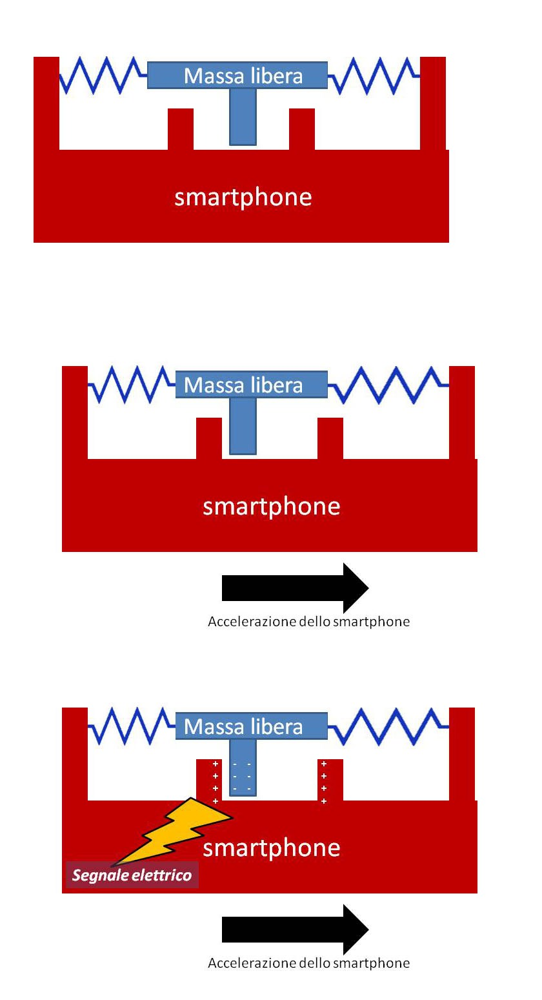 Massa libera
smartphone
Massa libera
smartphone
Accelerazione dello smartphone
Massa libera
- -
+ +
- -
+ +
- -
+ +
+ +
smartphone
Segnale elettrico
Accelerazione dello smartphone